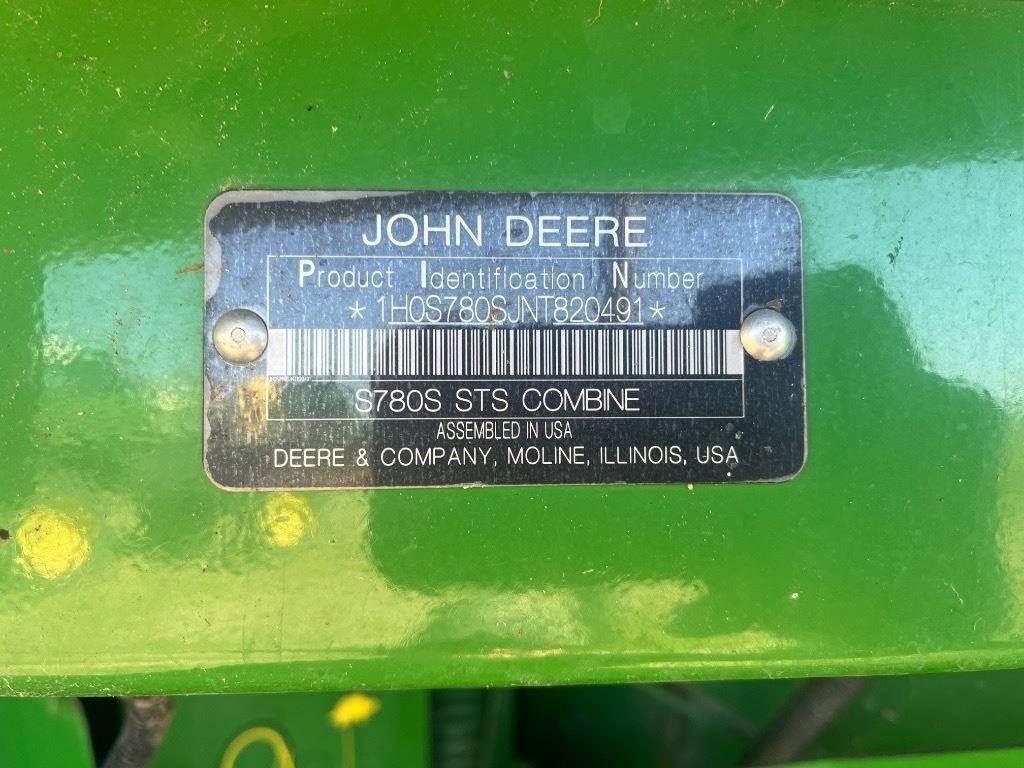 JOHN DEERE
Product Identification Number
*1H0S780SJNT820491*
S780S STS COMBINE
ASSEMBLED IN USA
DEERE & COMPANY, MOLINE, ILLINOIS, USA